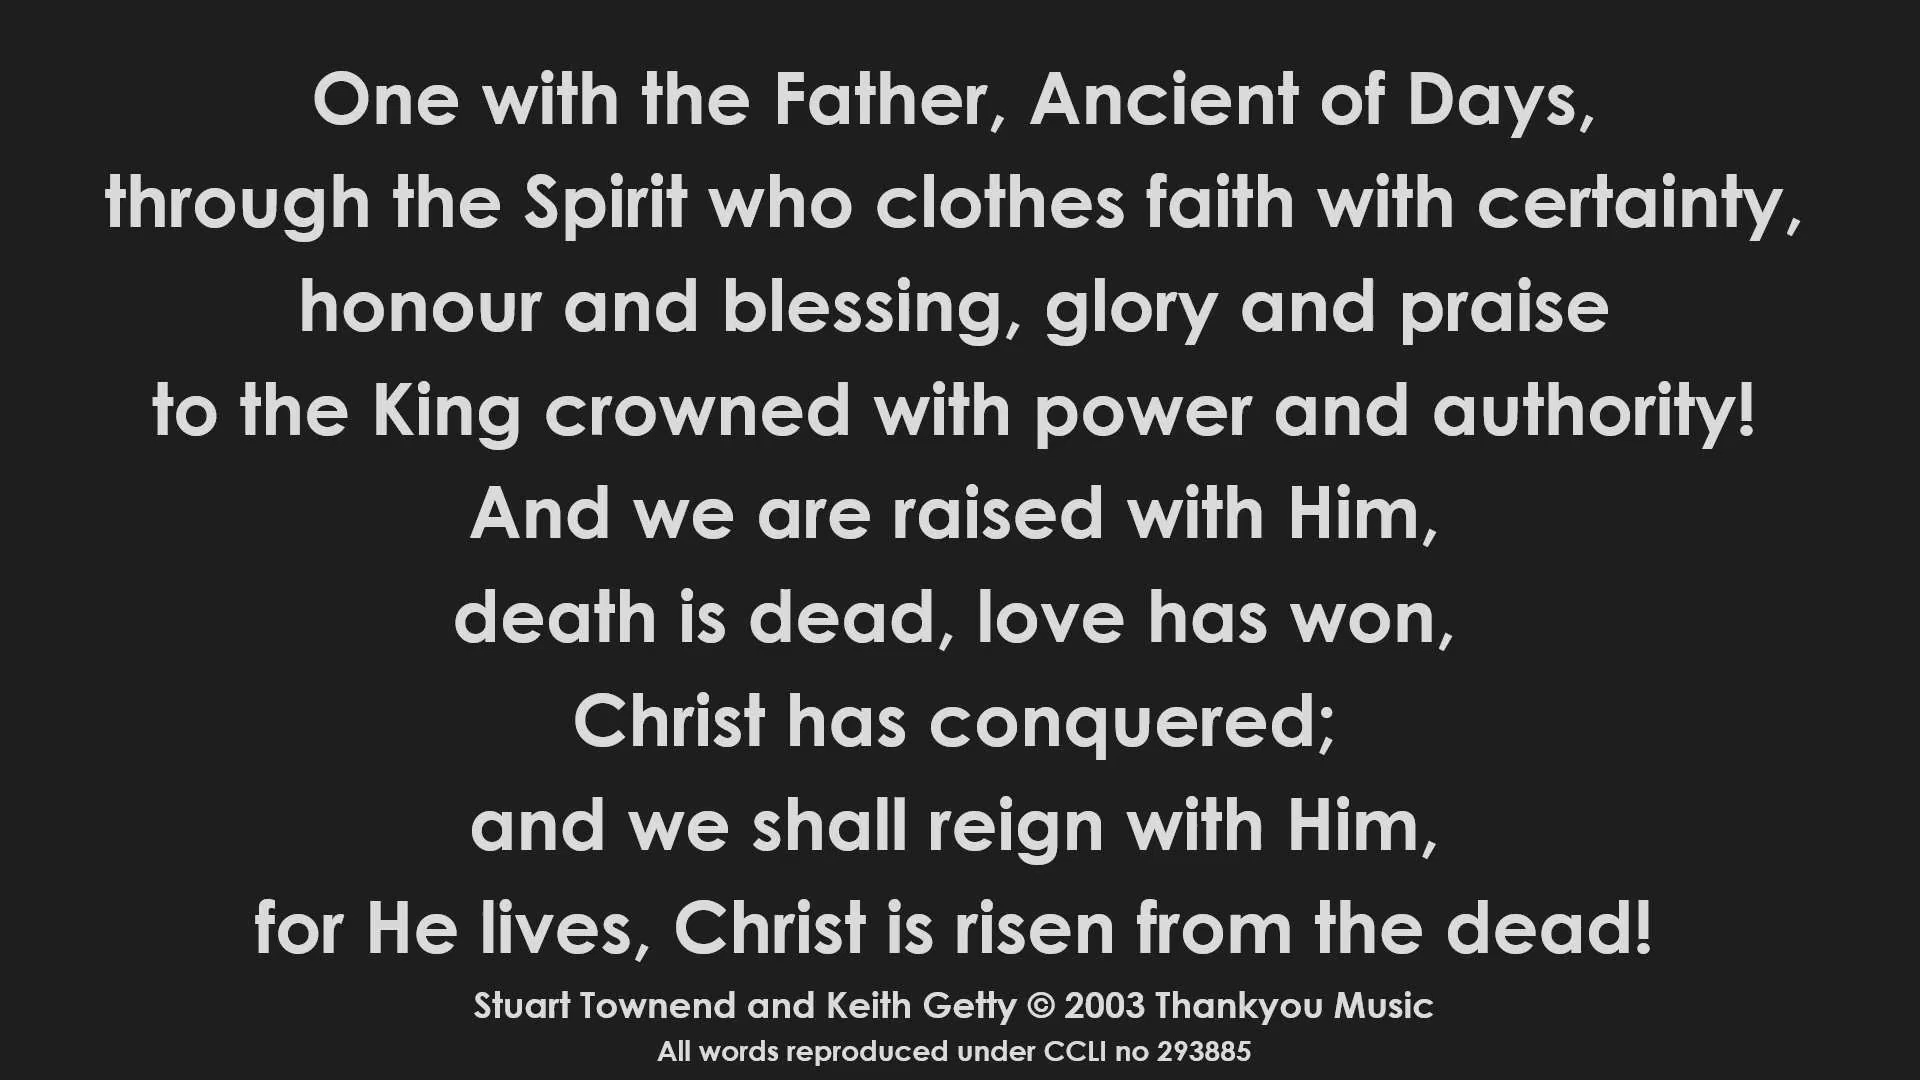 One with the Father, Ancient of Days,
through the Spirit who clothes faith with certainty,
honour and blessing, glory and praise
to the King crowned with power and authority!
And we are raised with Him,
death is dead, love has won,
Christ has conquered;
and we shall reign with Him,
for He lives, Christ is risen from the dead!
Stuart Townend and Keith Getty © 2003 Thankyou Music
All words reproduced under CCLI no 293885